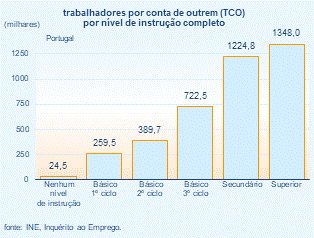 trabalhadores por conta de outrem (TCO)
por nível de instrução completo
(milhares)
Portugal
1500
1250
1000
750
500
250
0
24,5
259,5
389,7
722,5
1224,8
1348,0
Nenhum
nível
de instrução
Básico
1º ciclo
Básico
2º ciclo
Básico
3º ciclo
Secundário
Superior
fonte: INE, Inquérito ao Emprego.